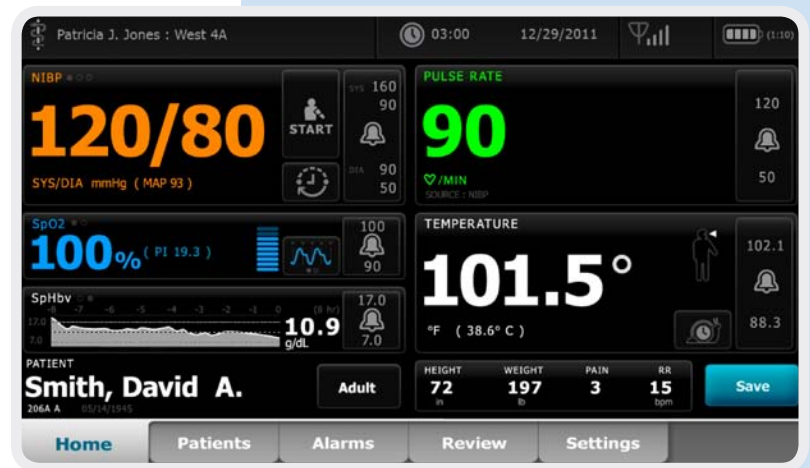 Patricia J. Jones : West 4A
03:00
12/29/2011
(1:10)
NIBP
120/80
SYS/DIA mmHg ( MAP 93 )
START
SYS 160
90
DIA 90
50
PULSE RATE
90
/MIN
SOURCE : NIBP
120
50
SpO2
100% ( PI 19.3 )
100
90
TEMPERATURE
101.5°
°F ( 38.6° C )
102.1
88.3
SpHbv
-8 -7 -6 -5 -4 -3 -2 -1 0 (8 hr)
17.0
7.0
10.9
g/dL
17.0
7.0
PATIENT
Smith, David A.
206A A 05/14/1945
Adult
HEIGHT WEIGHT PAIN RR
72 197 3 15
in lb bpm
Save
Home Patients Alarms Review Settings